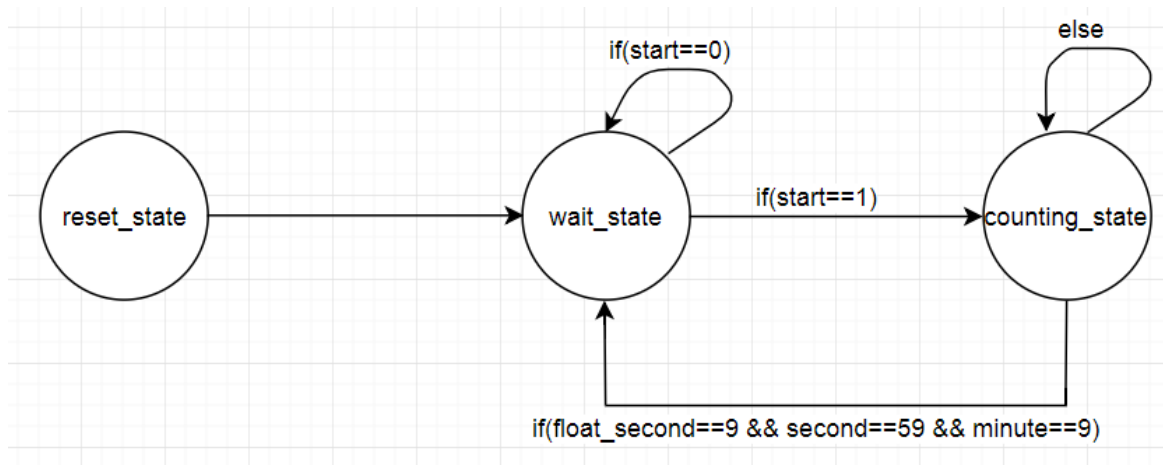 else
if(start==0)
if(start==1)
reset_state
wait_state
counting_state
if(float_second==9 && second==59 && minute==9)